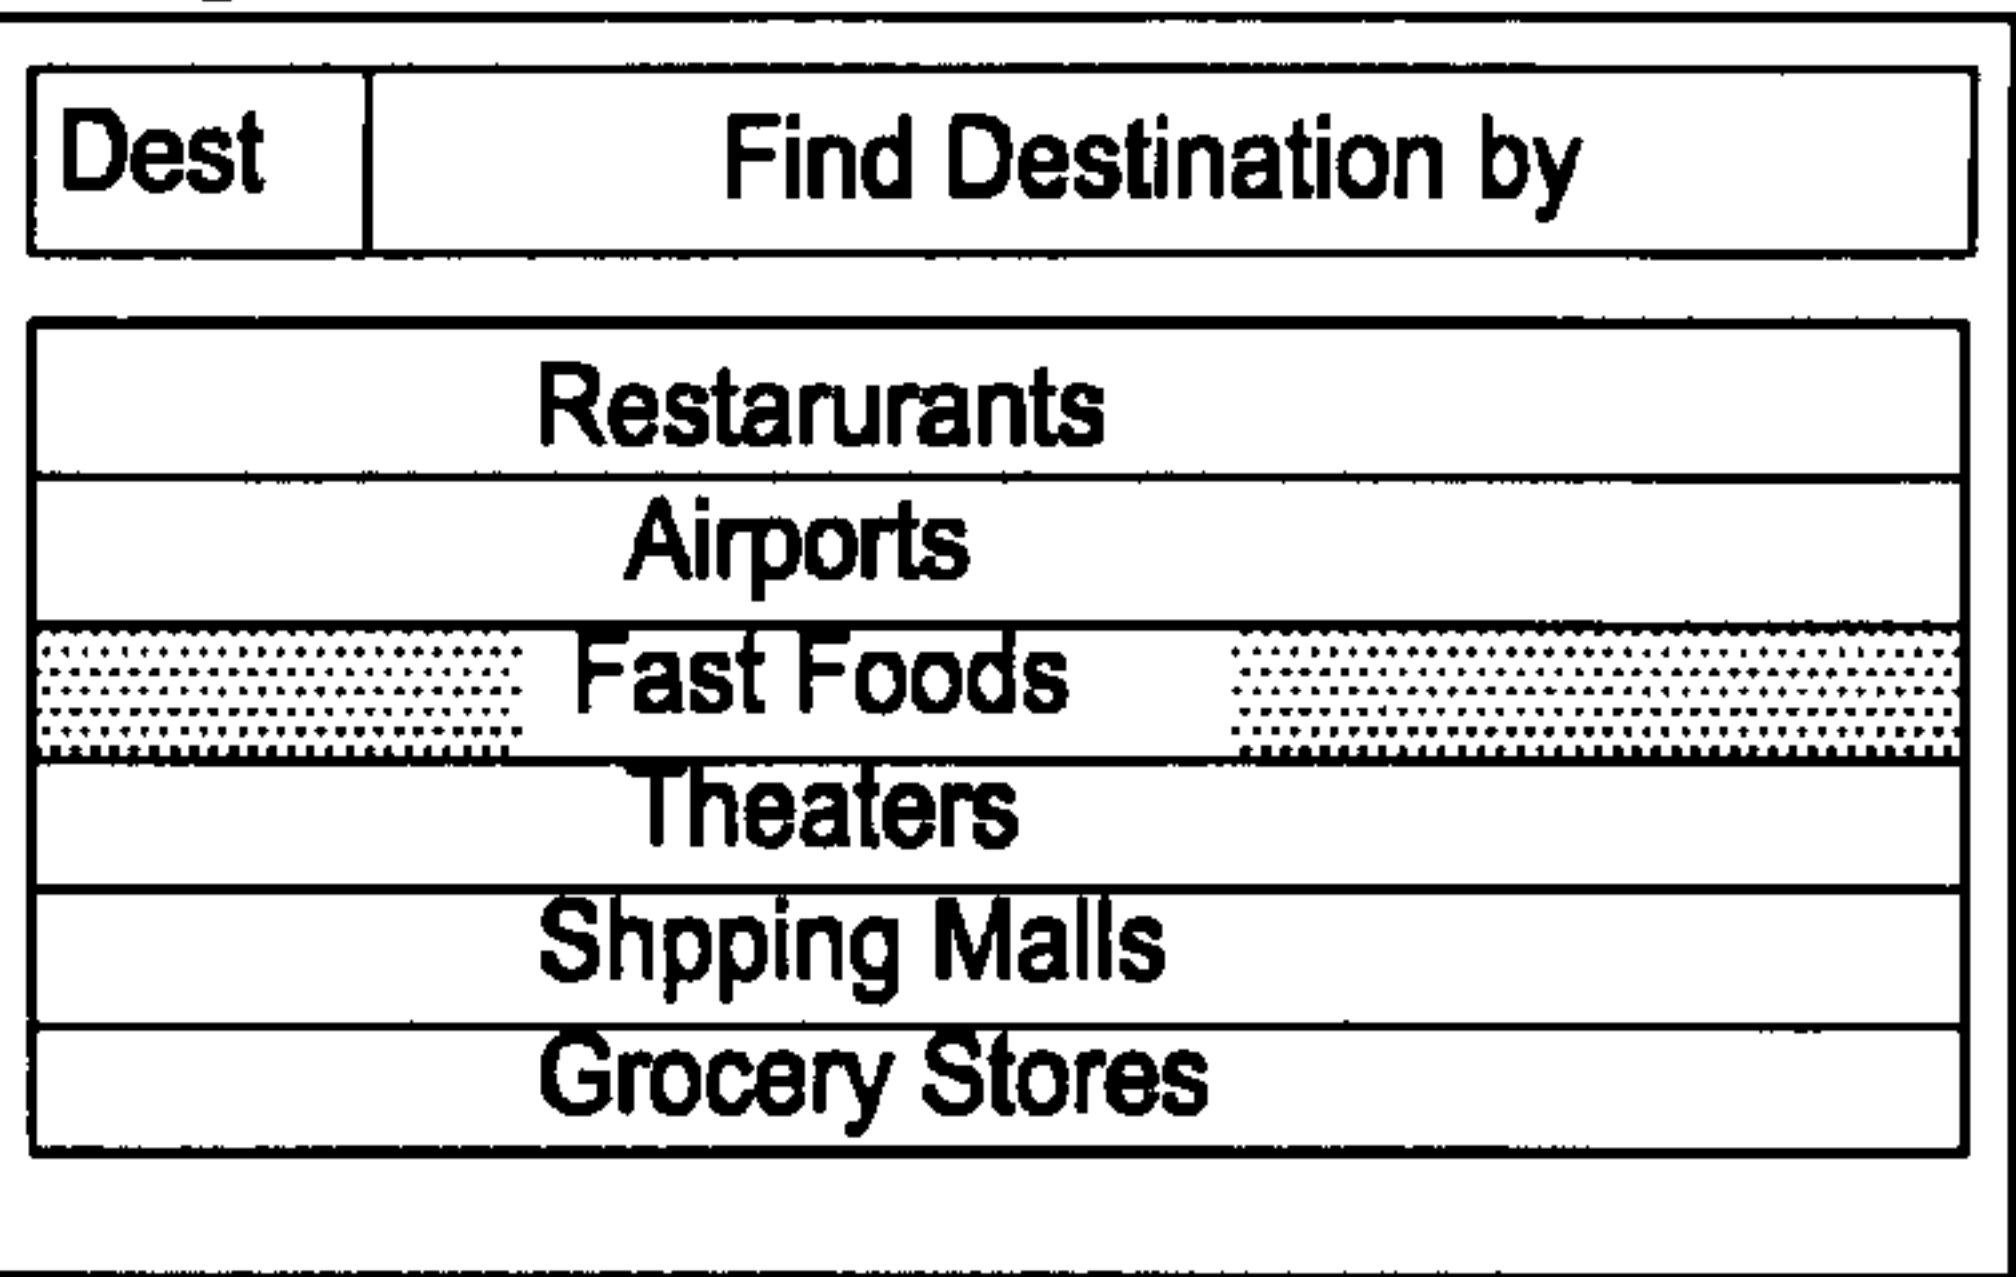 Dest
Find Destination by
Restarurants
Airports
Fast Foods
Theaters
Shpping Malls
Grocery Stores